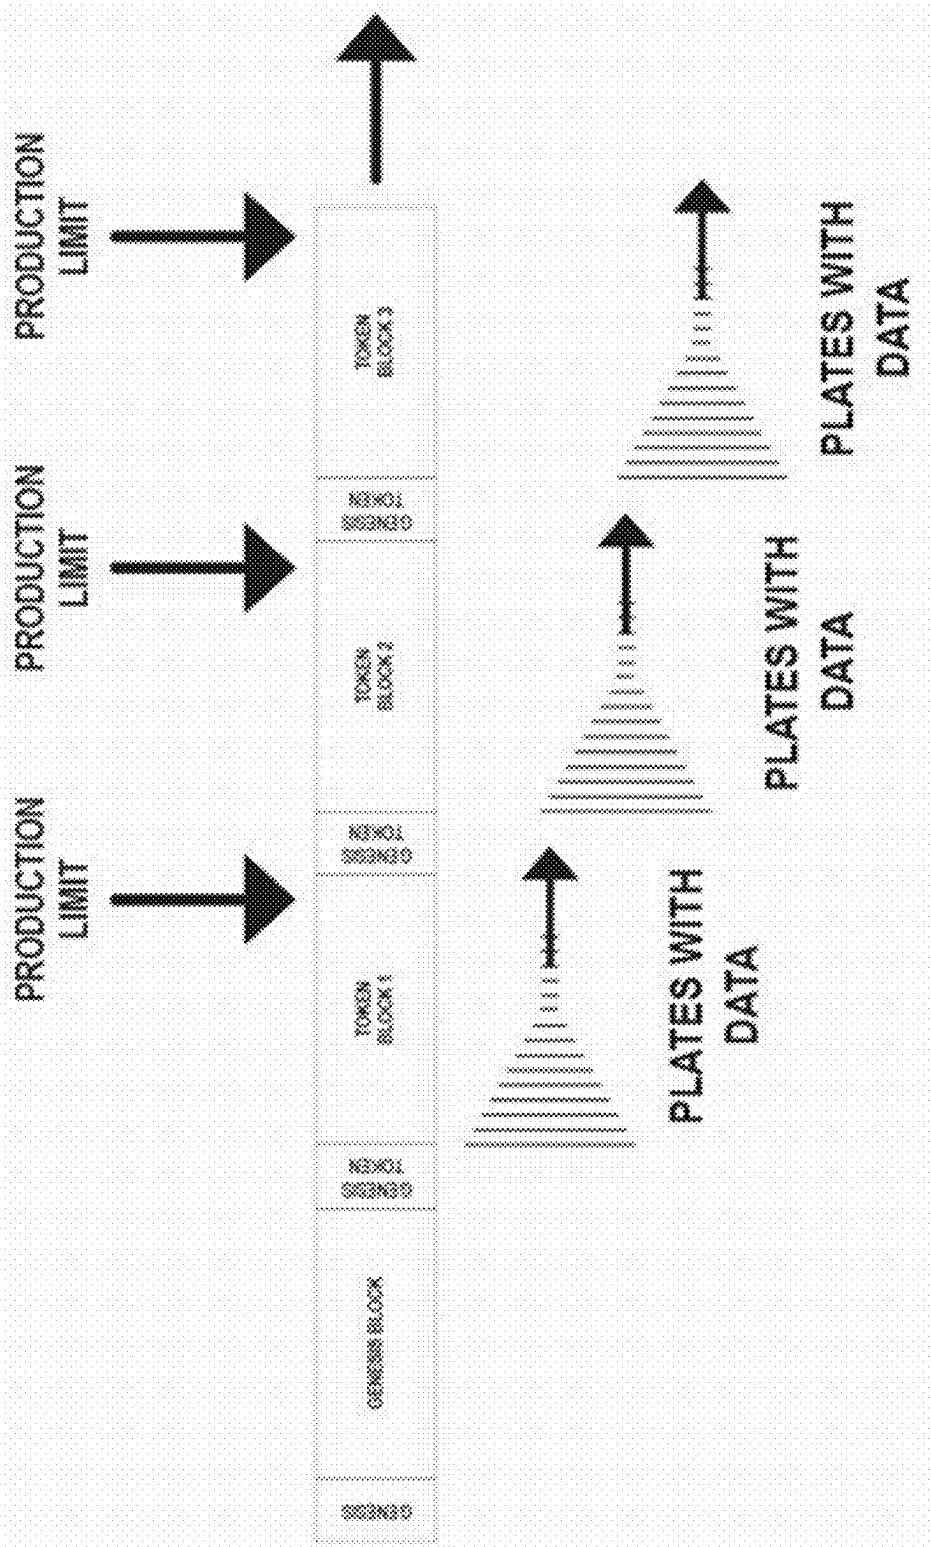 PRODUCTION
LIMIT
PRODUCTION
LIMIT
PRODUCTION
LIMIT
GENESIS
GENESIS BLOCK
GENESIS
TOKEN
TOKEN
BLOCK 1
GENESIS
TOKEN
TOKEN
BLOCK 2
GENESIS
TOKEN
TOKEN
BLOCK 3
PLATES WITH
DATA
PLATES WITH
DATA
PLATES WITH
DATA